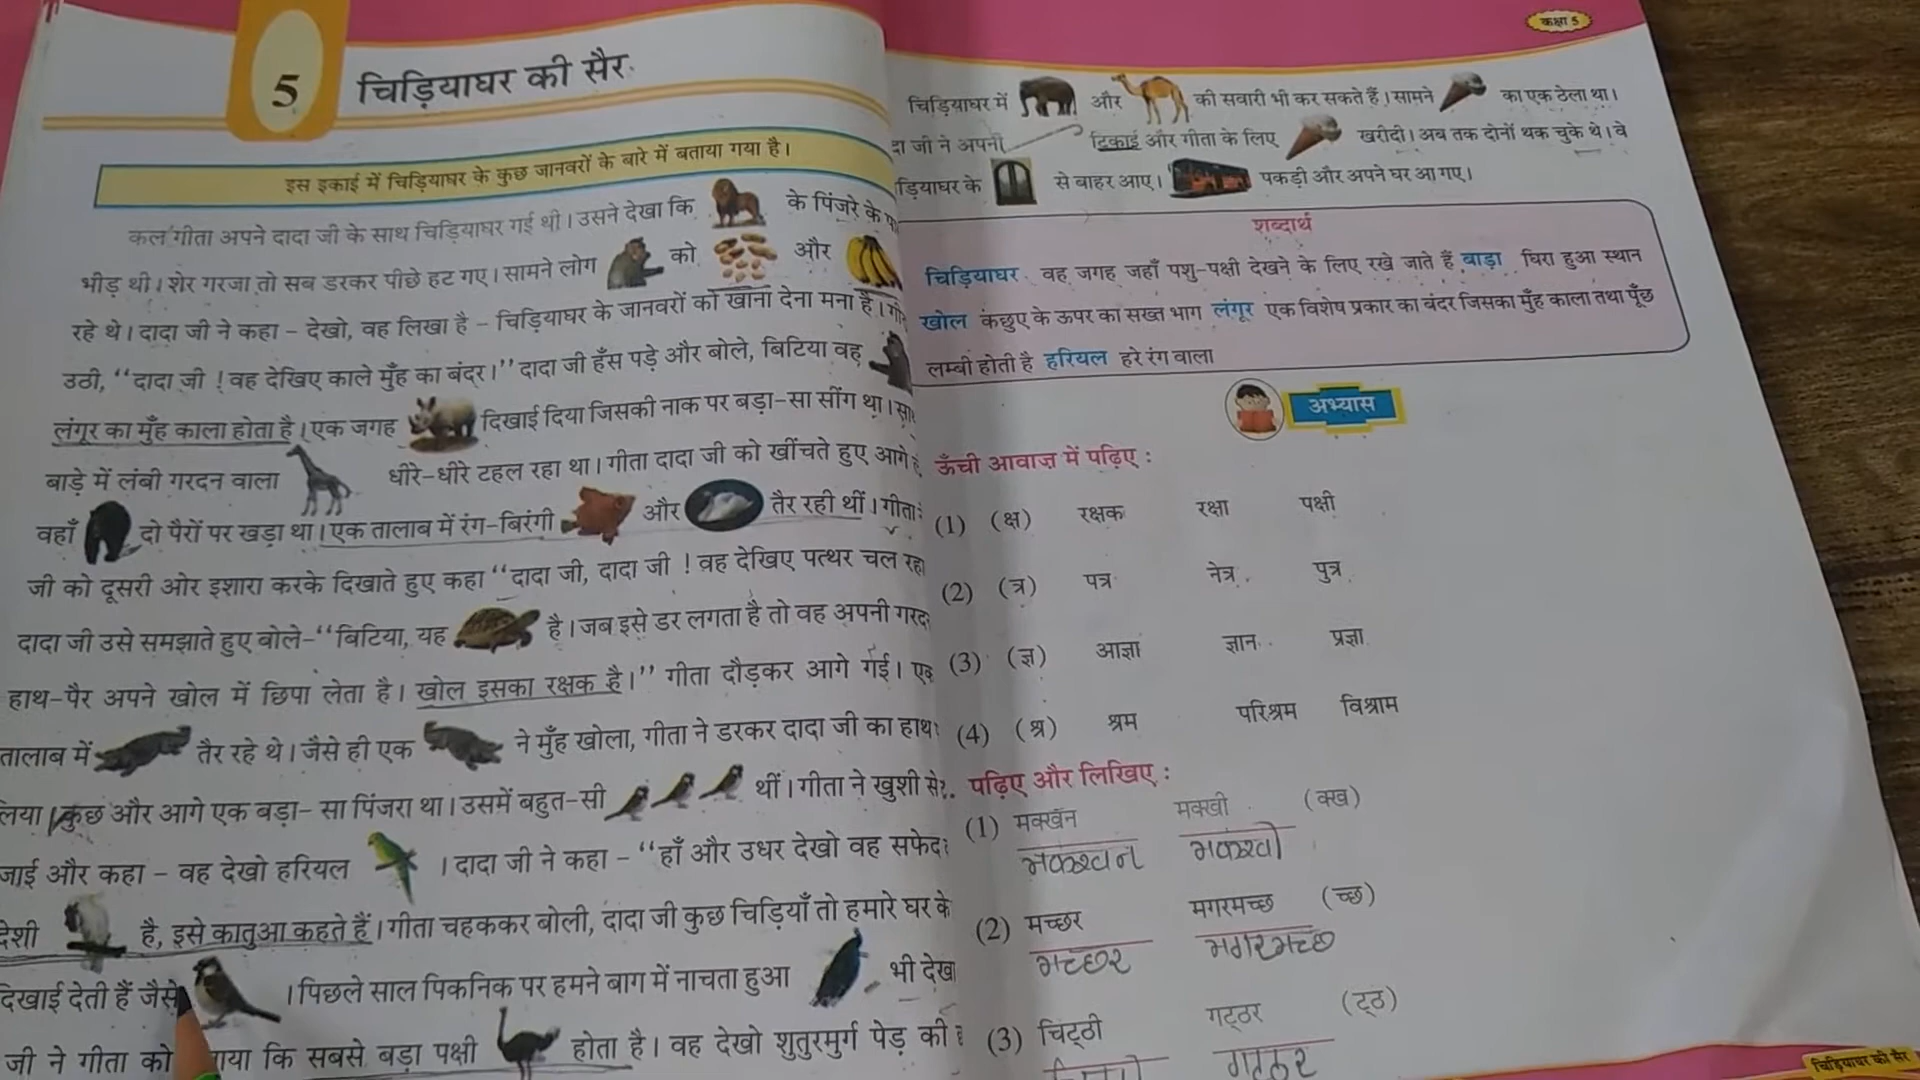 5 चिड़ियाघर की सैर
इस इकाई में चिड़ियाघर के कुछ जानवरों के बारे में बताया गया है।
कल गीता अपने दादा जी के साथ चिड़ियाघर गई थी। उसने देखा कि के पिंजरे के
भीड़ थी। शेर गरजा तो सब डरकर पीछे हट गए। सामने लोग को और
रहे थे। दादा जी ने कहा – देखो, वह लिखा है – चिड़ियाघर के जानवरों को खाना देना मना है।
उठी, "दादा जी ! वह देखिए काले मुँह का बंदर।" दादा जी हँस पड़े और बोले, बिटिया वह
लंगूर का मुँह काला होता है। एक जगह दिखाई दिया जिसकी नाक पर बड़ा-सा सींग था।
बाड़े में लंबी गरदन वाला धीरे-धीरे टहल रहा था। गीता दादा जी को खींचते हुए आगे
वहाँ दो पैरों पर खड़ा था। एक तालाब में रंग-बिरंगी और तैर रही थीं। गीता
जी को दूसरी ओर इशारा करके दिखाते हुए कहा "दादा जी, दादा जी ! वह देखिए पत्थर चल रहा
दादा जी उसे समझाते हुए बोले-"बिटिया, यह है। जब इसे डर लगता है तो वह अपनी
हाथ-पैर अपने खोल में छिपा लेता है। खोल इसका रक्षक है।" गीता दौड़कर आगे गई।
तालाब में तैर रहे थे। जैसे ही एक ने मुँह खोला, गीता ने डरकर दादा जी का हाथ
कुछ और आगे एक बड़ा- सा पिंजरा था। उसमें बहुत-सी थीं। गीता ने खुशी से
और कहा – वह देखो हरियल । दादा जी ने कहा – "हाँ और उधर देखो वह सफेद
है, इसे कातुआ कहते हैं। गीता चहककर बोली, दादा जी कुछ चिड़ियाँ तो हमारे घर के
दिखाई देती हैं जैसे । पिछले साल पिकनिक पर हमने बाग में नाचता हुआ भी देखा
जी ने गीता को कि सबसे बड़ा पक्षी होता है। वह देखो शुतुरमुर्ग पेड़ की
कक्षा 5
चिड़ियाघर में और की सवारी भी कर सकते हैं। सामने का एक ठेला था।
जी ने अपनी टिकाई और गीता के लिए खरीदी। अब तक दोनों थक चुके थे। वे
के से बाहर आए। पकड़ी और अपने घर आ गए।
शब्दार्थ
चिड़ियाघर वह जगह जहाँ पशु-पक्षी देखने के लिए रखे जाते हैं बाड़ा घिरा हुआ स्थान
खोल कछुए के ऊपर का सख्त भाग लंगूर एक विशेष प्रकार का बंदर जिसका मुँह काला तथा पूँछ
लम्बी होती है हरियल हरे रंग वाला
अभ्यास
ऊँची आवाज़ में पढ़िए :
(1) (क्ष) रक्षक रक्षा पक्षी
(2) (त्र) पत्र नेत्र पुत्र
(3) (ज्ञ) आज्ञा ज्ञान प्रज्ञा
(4) (श्र) श्रम परिश्रम विश्राम
पढ़िए और लिखिए :
(1) मक्खन मक्खी (क्ख)
मक्खन मक्खी
(2) मच्छर मगरमच्छ (च्छ)
मच्छर मगरमच्छ
(3) चिट्ठी गट्ठर (ट्ठ)
गट्ठर
चिड़ियाघर की सैर